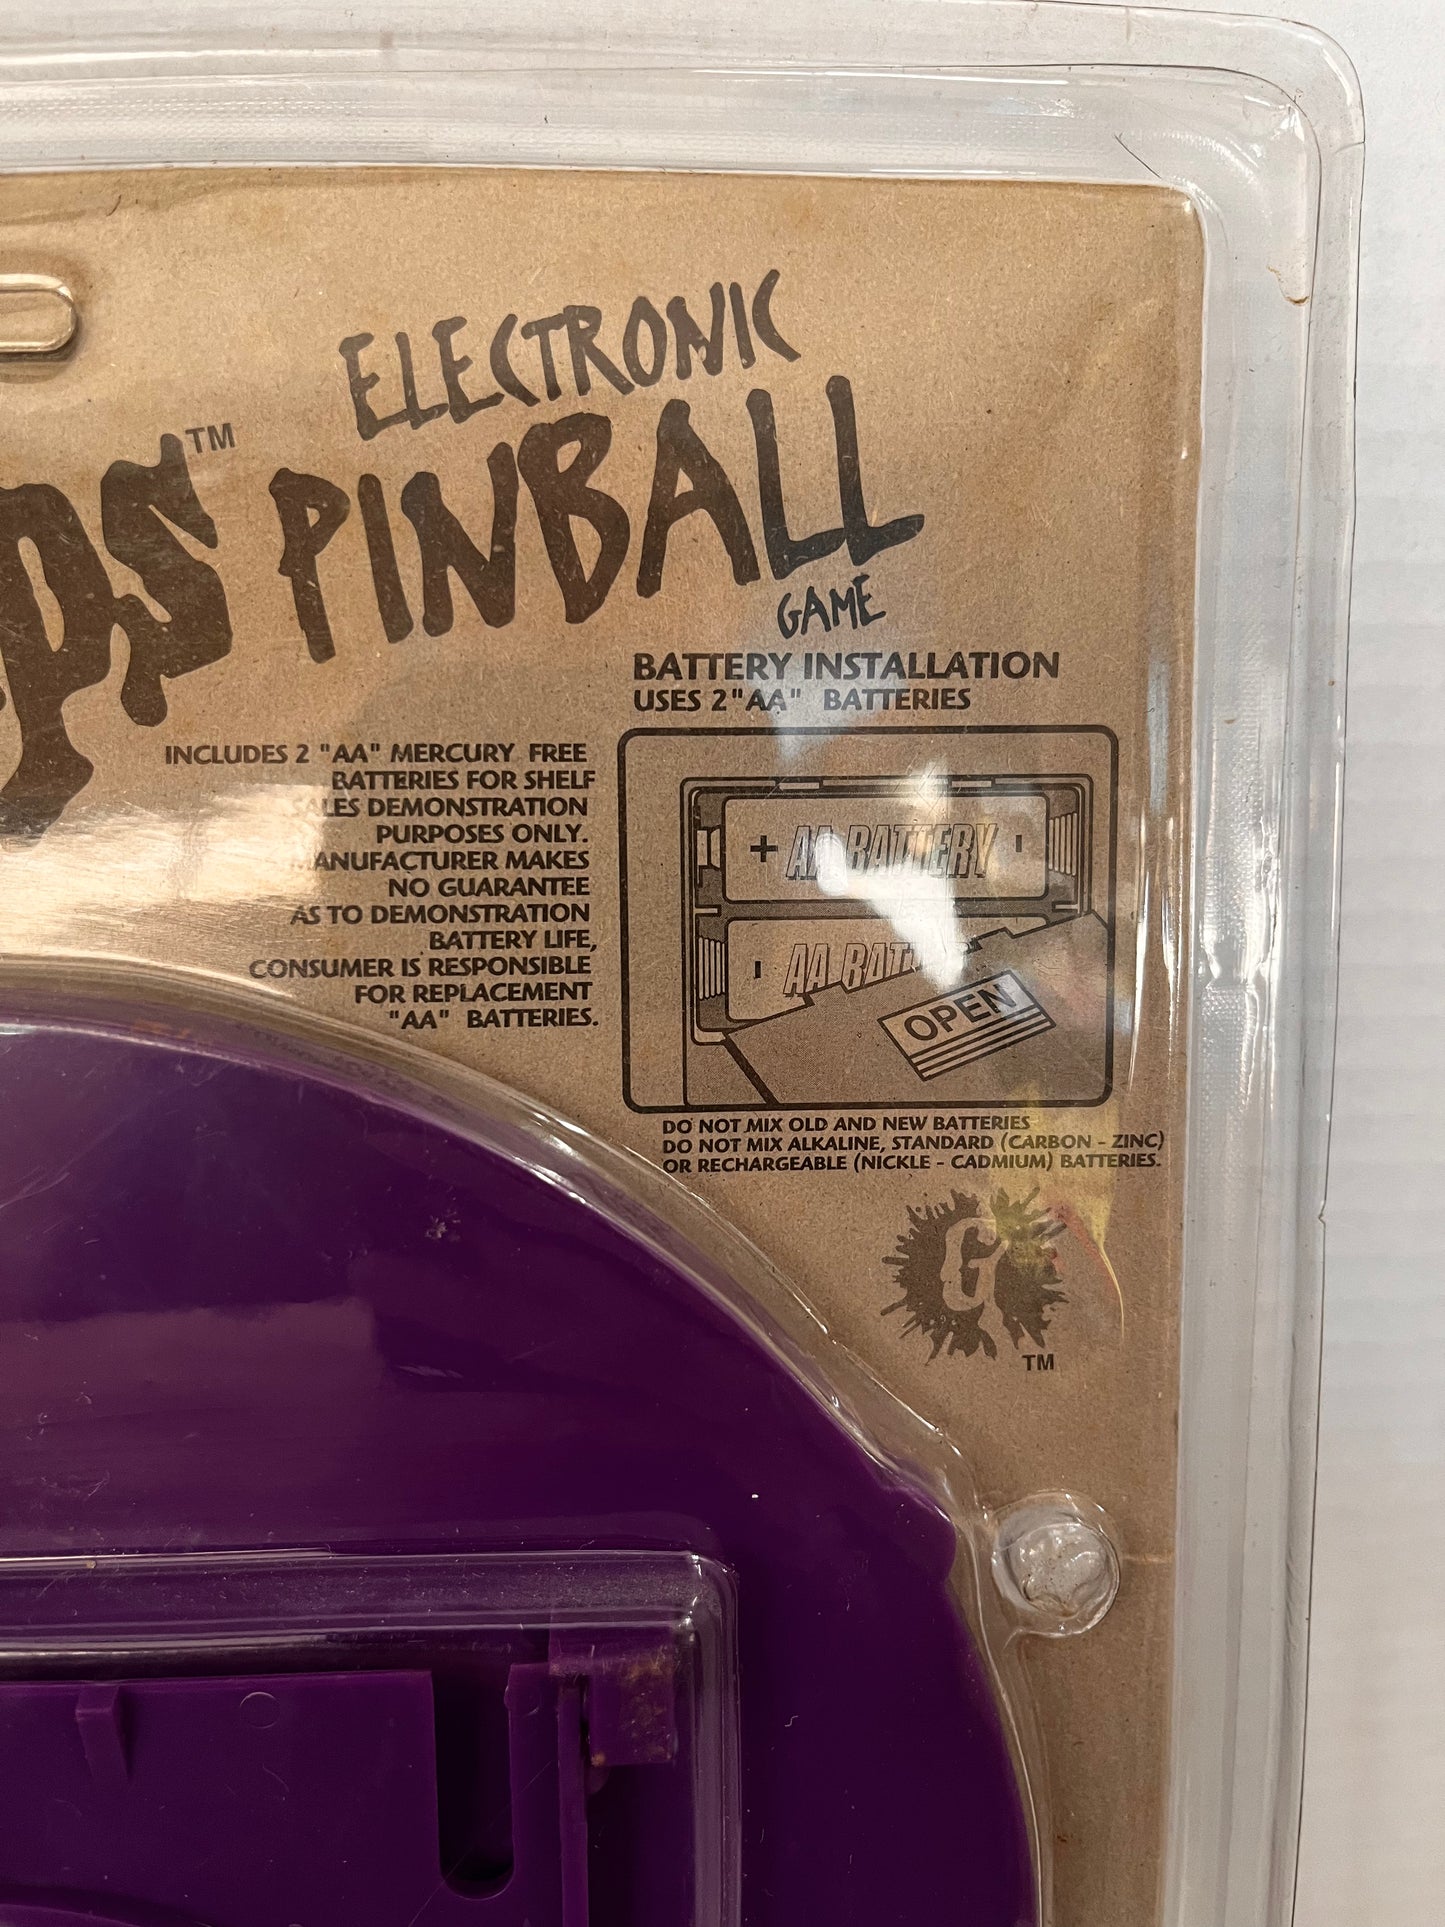 ELECTRONIC
PINBALL
GAME
TM
BATTERY INSTALLATION
USES 2 "AA" BATTERIES
INCLUDES 2 "AA" MERCURY FREE
BATTERIES FOR SHELF
SALES DEMONSTRATION
PURPOSES ONLY.
MANUFACTURER MAKES
NO GUARANTEE
AS TO DEMONSTRATION
BATTERY LIFE,
CONSUMER IS RESPONSIBLE
FOR REPLACEMENT
"AA" BATTERIES.
+ AA BATTERY -
- AA BATT
OPEN
DO NOT MIX OLD AND NEW BATTERIES
DO NOT MIX ALKALINE, STANDARD (CARBON - ZINC)
OR RECHARGEABLE (NICKLE - CADMIUM) BATTERIES.
G
TM